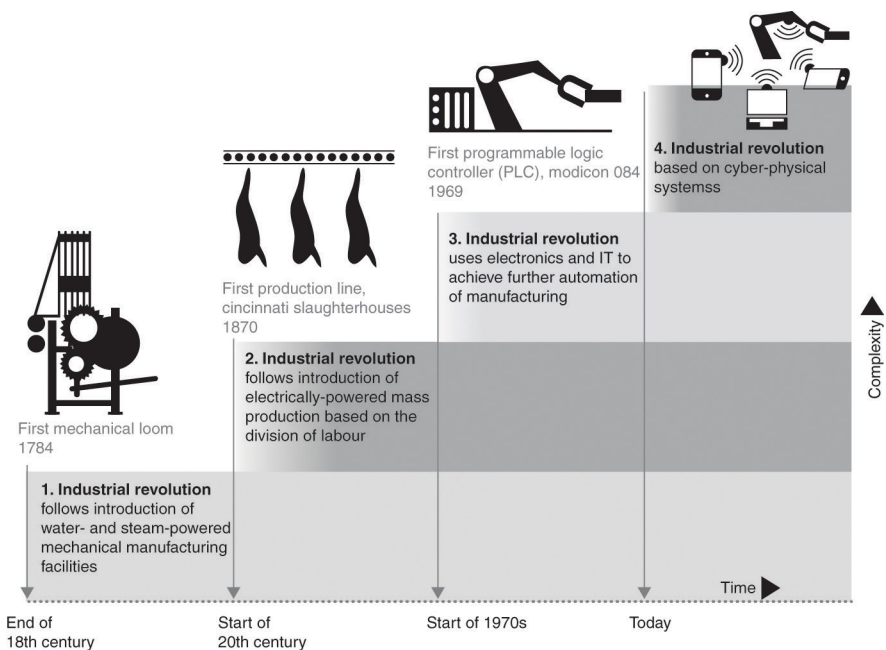 First programmable logic
controller (PLC), modicon 084
1969
4. Industrial revolution
based on cyber-physical
systemss
3. Industrial revolution
uses electronics and IT to
achieve further automation
of manufacturing
First production line,
cincinnati slaughterhouses
1870
2. Industrial revolution
follows introduction of
electrically-powered mass
production based on the
division of labour
First mechanical loom
1784
1. Industrial revolution
follows introduction of
water- and steam-powered
mechanical manufacturing
facilities
Complexity
Time
End of
18th century
Start of
20th century
Start of 1970s
Today